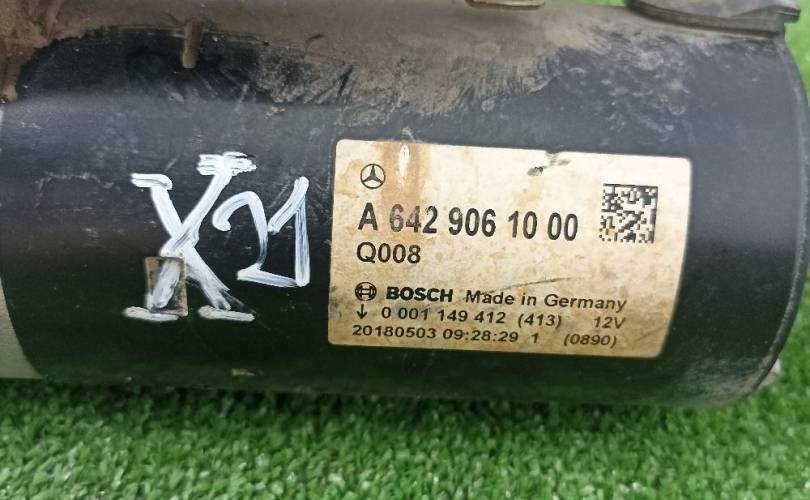 X21
A 642 906 10 00
Q008
BOSCH Made in Germany
↓ 0 001 149 412 (413) 12V
20180503 09:28:29 1 (0890)